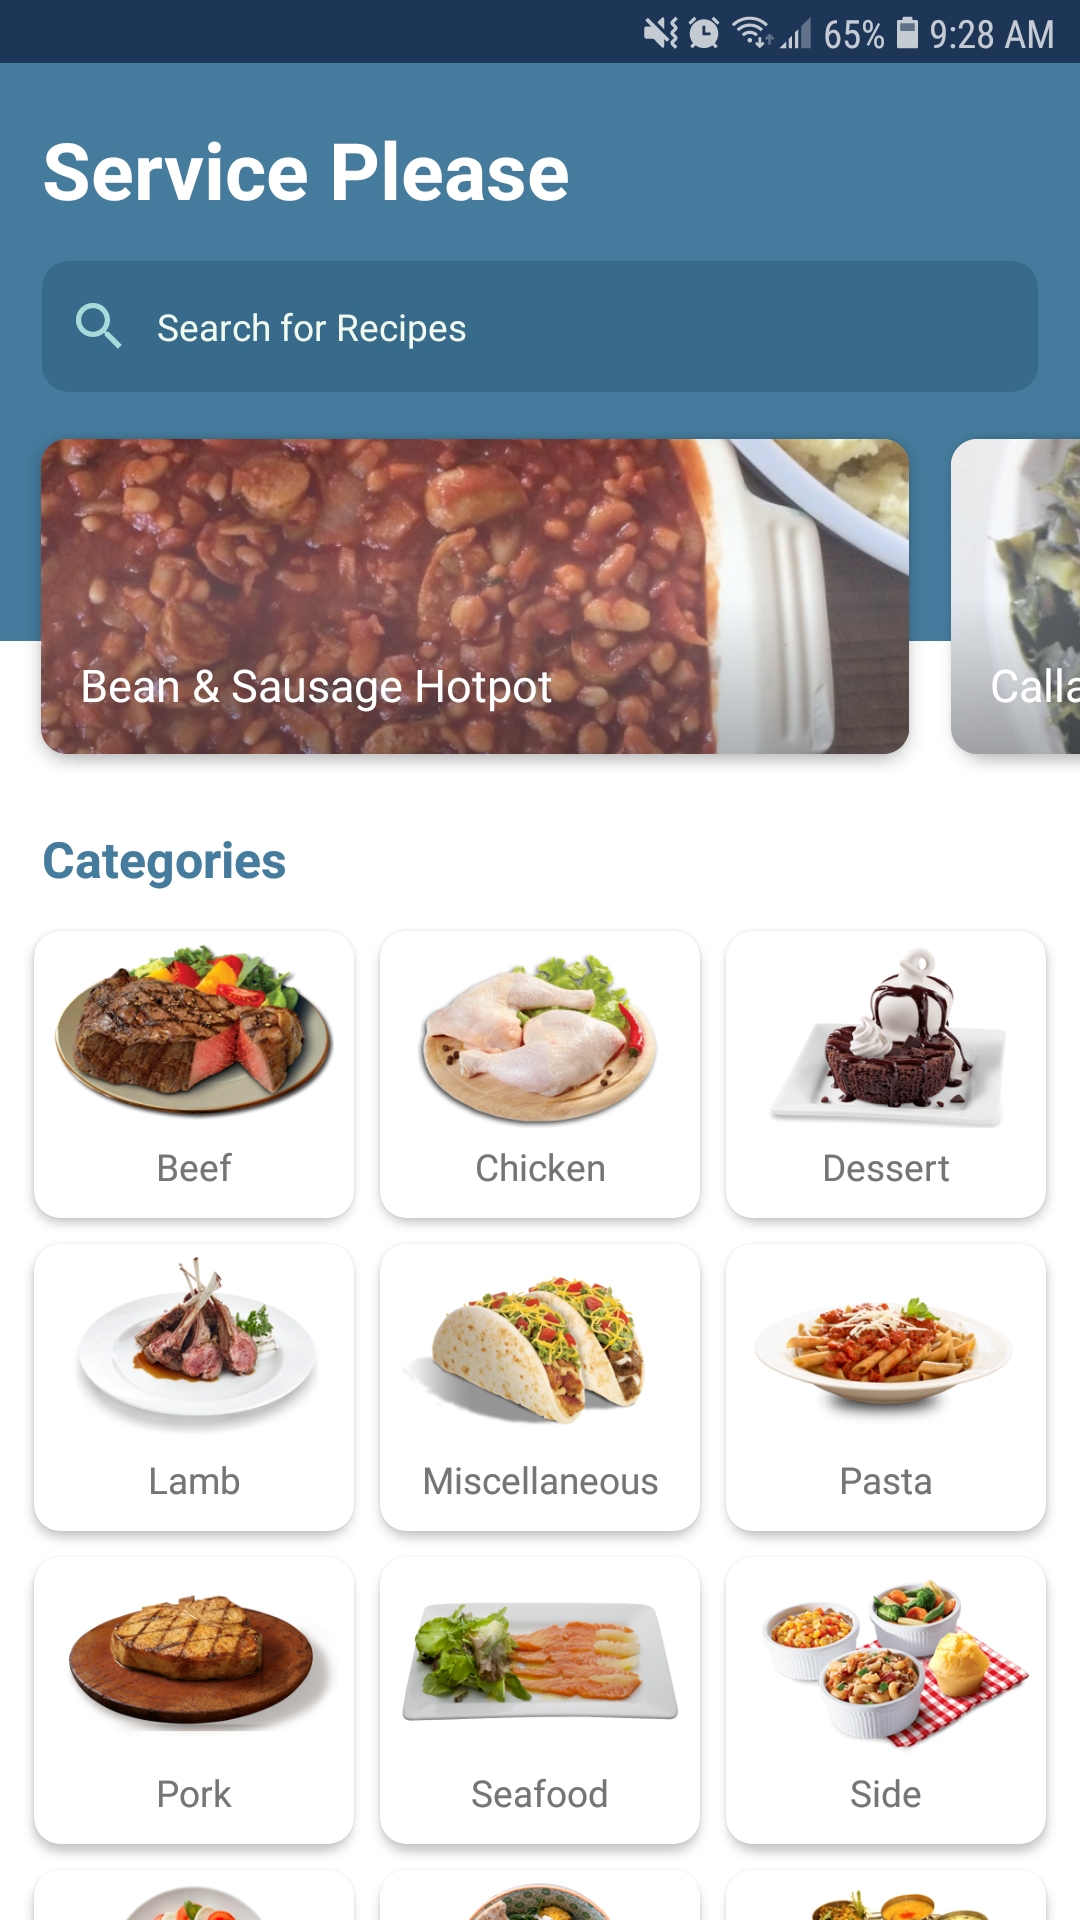 65% 9:28 AM
Service Please
Search for Recipes
Bean & Sausage Hotpot
Calla
Categories
Beef
Chicken
Dessert
Lamb
Miscellaneous
Pasta
Pork
Seafood
Side